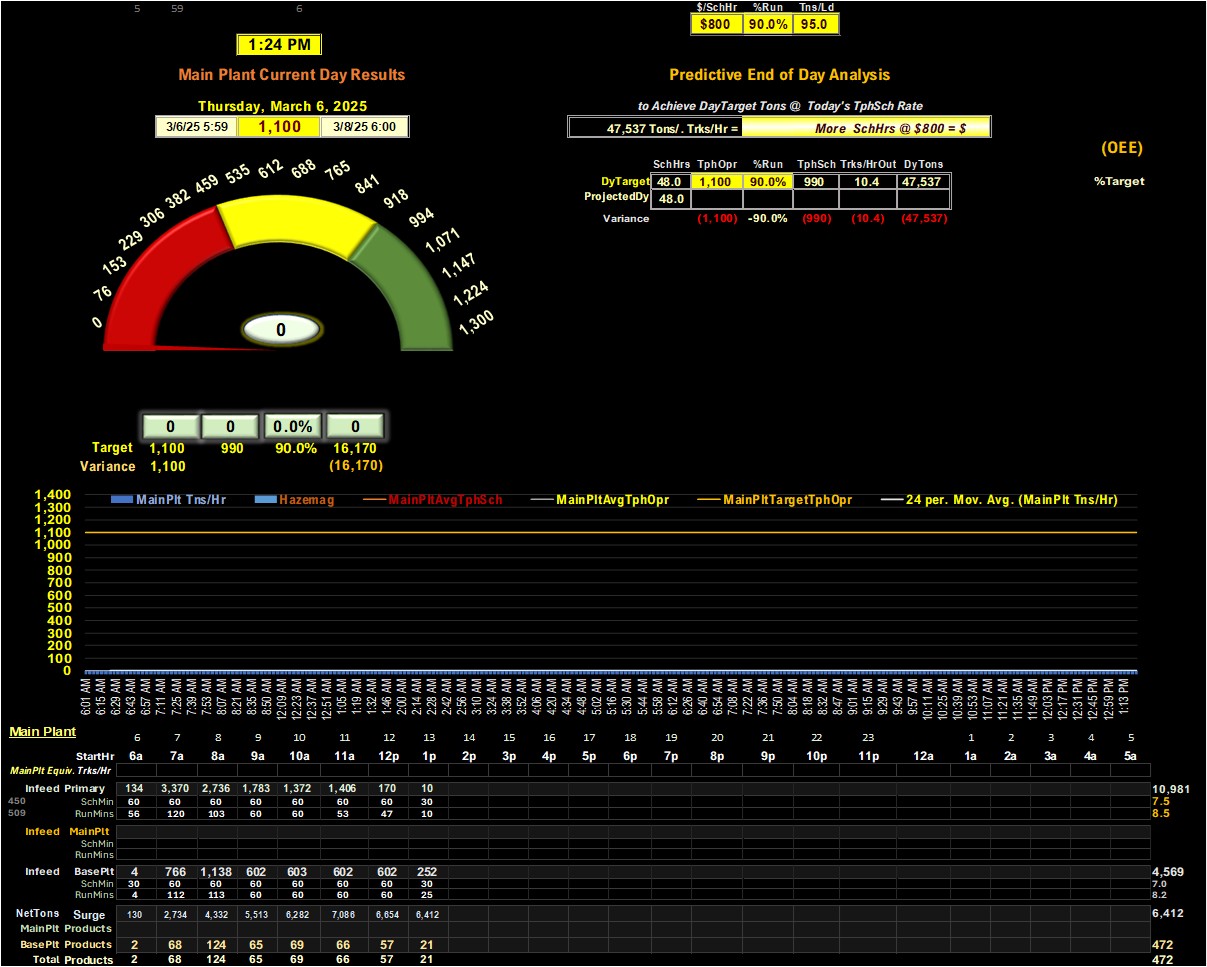 5 59 6
$/SchHr %Run Tns/Ld
$800 90.0% 95.0
1:24 PM
Main Plant Current Day Results
Predictive End of Day Analysis
Thursday, March 6, 2025
to Achieve DayTarget Tons @ Today's TphSch Rate
3/6/25 5:59 1,100 3/8/25 6:00
47,537 Tons/. Trks/Hr = More SchHrs @ $800 = $
(OEE)
%Target
SchHrs TphOpr %Run TphSch Trks/HrOut DyTons
DyTarget 48.0 1,100 90.0% 990 10.4 47,537
ProjectedDy 48.0
Variance (1,100) -90.0% (990) (10.4) (47,537)
0 76 153 229 306 382 459 535 612 688 765 841 918 994 1,071 1,147 1,224 1,300
0
0 0 0.0% 0
Target 1,100 990 90.0% 16,170
Variance 1,100 (16,170)
MainPlt Tns/Hr Hazemag MainPltAvgTphSch MainPltAvgTphOpr MainPltTargetTphOpr 24 per. Mov. Avg. (MainPlt Tns/Hr)
1,400
1,300
1,200
1,100
1,000
900
800
700
600
500
400
300
200
100
0
6:01 AM 6:15 AM 6:29 AM 6:43 AM 6:57 AM 7:11 AM 7:25 AM 7:39 AM 7:53 AM 8:07 AM 8:21 AM 8:35 AM 8:50 AM 12:09 AM 12:23 AM 12:37 AM 12:51 AM 1:05 AM 1:19 AM 1:32 AM 1:46 AM 2:00 AM 2:14 AM 2:28 AM 2:42 AM 2:56 AM 3:10 AM 3:24 AM 3:38 AM 3:52 AM 4:06 AM 4:20 AM 4:34 AM 4:48 AM 5:02 AM 5:16 AM 5:30 AM 5:44 AM 5:58 AM 6:12 AM 6:26 AM 6:40 AM 6:54 AM 7:08 AM 7:22 AM 7:36 AM 7:50 AM 8:04 AM 8:18 AM 8:32 AM 8:47 AM 9:01 AM 9:15 AM 9:29 AM 9:43 AM 9:57 AM 10:11 AM 10:25 AM 10:39 AM 10:53 AM 11:07 AM 11:21 AM 11:35 AM 11:49 AM 12:03 PM 12:17 PM 12:31 PM 12:45 PM 12:59 PM 1:13 PM
Main Plant 6 7 8 9 10 11 12 13 14 15 16 17 18 19 20 21 22 23 1 2 3 4 5
StartHr 6a 7a 8a 9a 10a 11a 12p 1p 2p 3p 4p 5p 6p 7p 8p 9p 10p 11p 12a 1a 2a 3a 4a 5a
MainPlt Equiv. Trks/Hr
Infeed Primary 134 3,370 2,736 1,783 1,372 1,406 170 10 10,981
450 SchMin 60 60 60 60 60 60 60 30 7.5
509 RunMin 56 120 103 60 60 53 47 10 8.5
Infeed MainPlt
SchMin
RunMins
Infeed BasePlt 4 766 1,138 602 603 602 602 252 4,569
SchMin 30 60 60 60 60 60 60 30 7.0
RunMins 4 112 113 60 60 60 60 25 8.2
NetTons Surge 130 2,734 4,332 5,513 6,282 7,086 6,654 6,412 6,412
MainPlt Products
BasePlt Products 2 68 124 65 69 66 57 21 472
Total Products 2 68 124 65 69 66 57 21 472